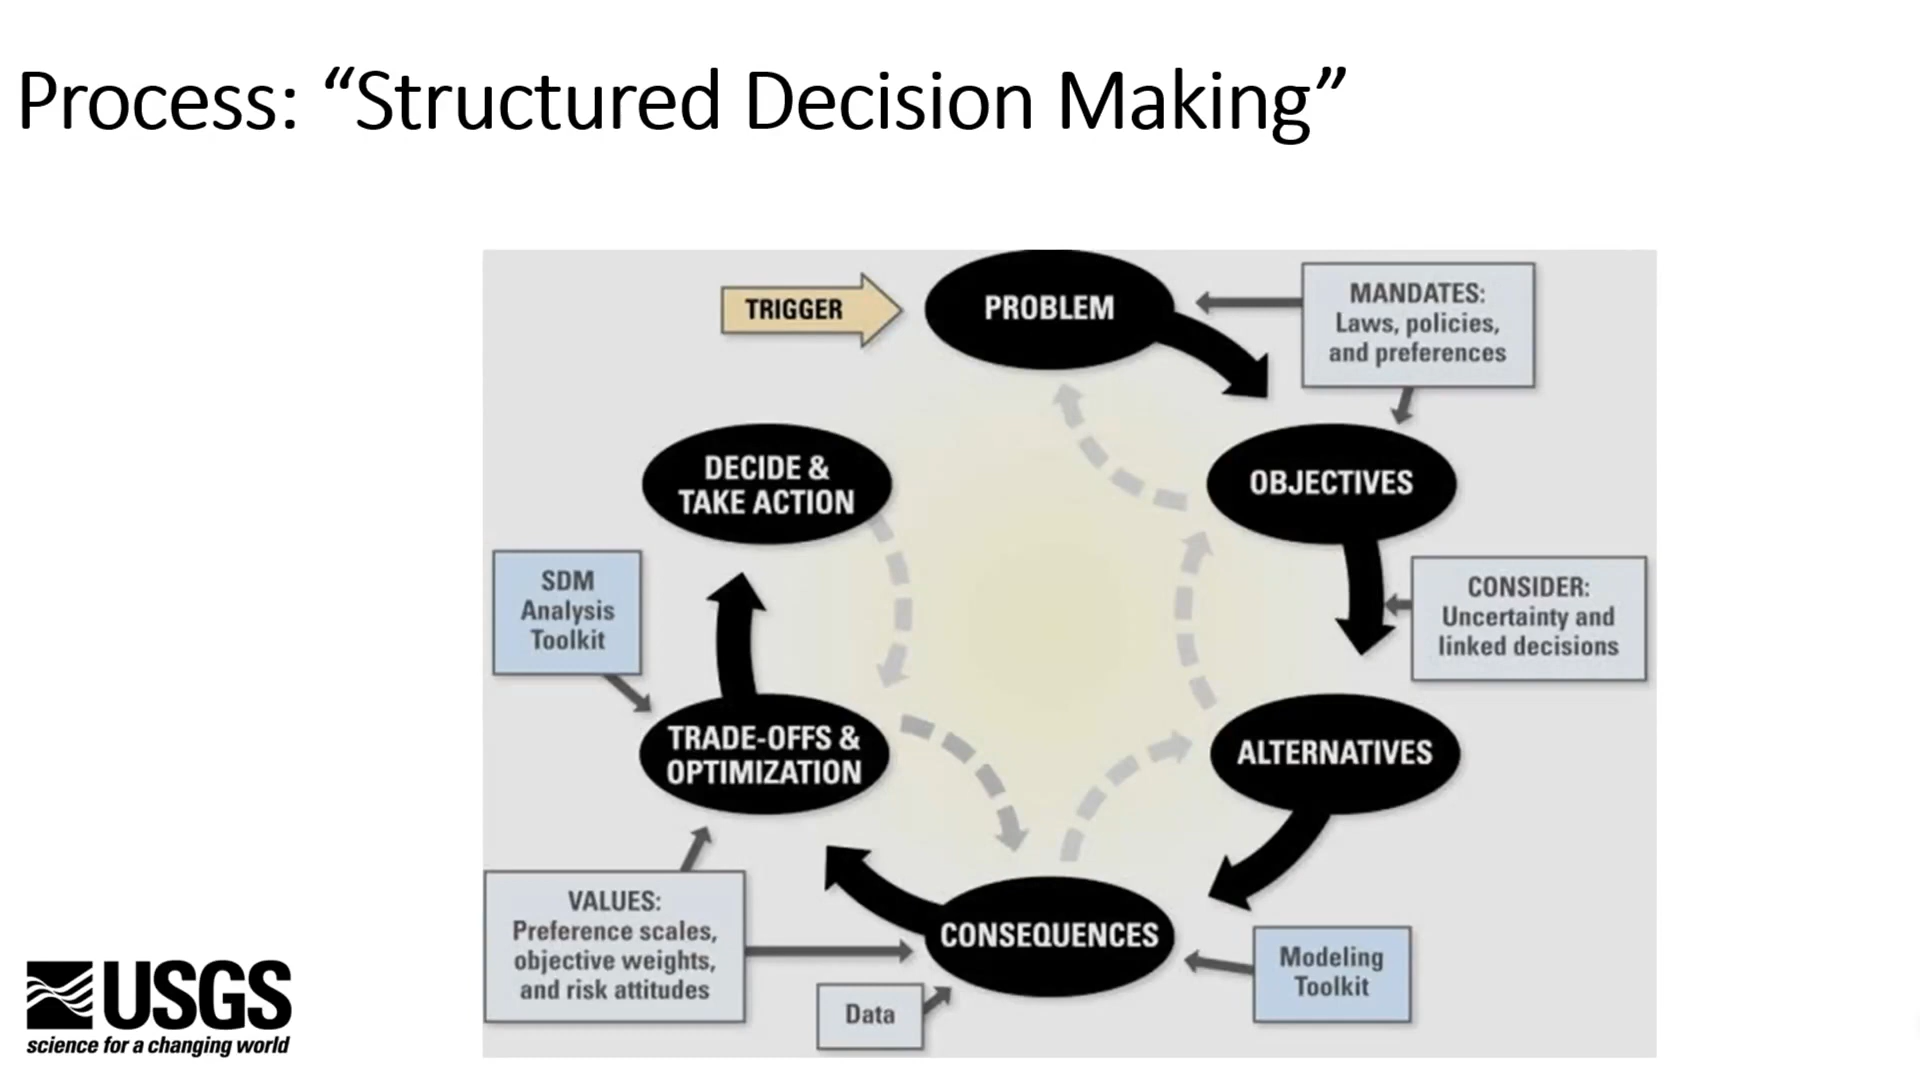 Process: “Structured Decision Making”
TRIGGER
PROBLEM
MANDATES:
Laws, policies,
and preferences
DECIDE &
TAKE ACTION
OBJECTIVES
SDM
Analysis
Toolkit
CONSIDER:
Uncertainty and
linked decisions
TRADE-OFFS &
OPTIMIZATION
ALTERNATIVES
VALUES:
Preference scales,
objective weights,
and risk attitudes
CONSEQUENCES
Modeling
Toolkit
Data
USGS
science for a changing world